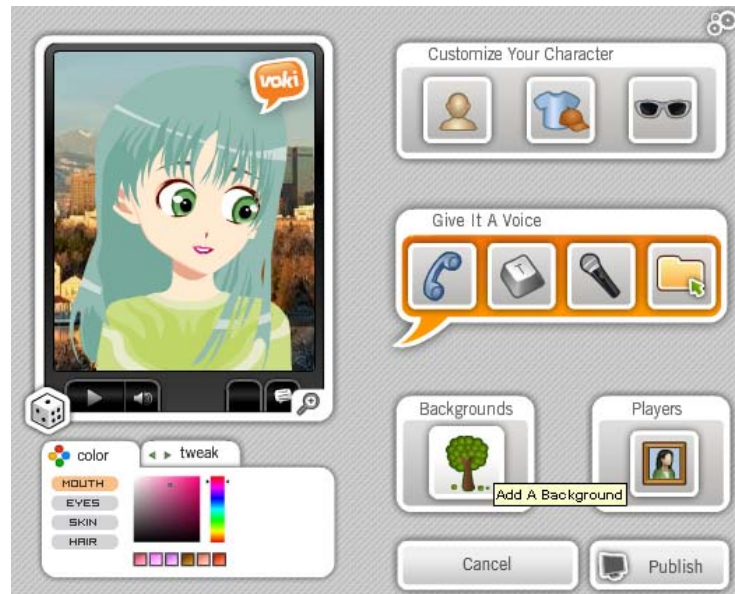 voki
Customize Your Character
Give It A Voice
T
Backgrounds
Players
Add A Background
color
tweak
MOUTH
EYES
SKIN
HAIR
Cancel
Publish